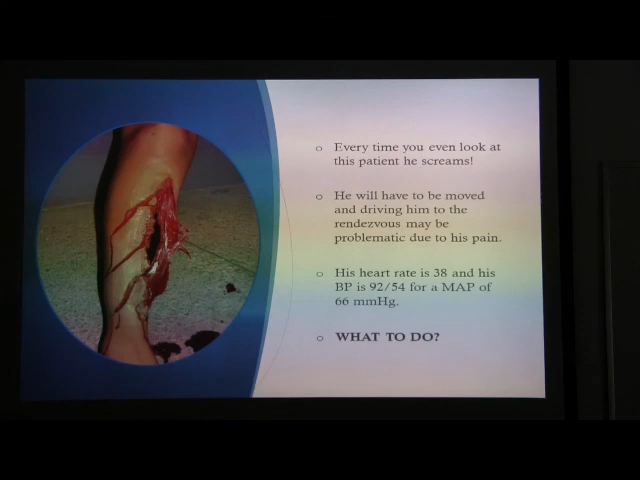 Every time you even look at
this patient he screams!
He will have to be moved
and driving him to the
rendezvous may be
problematic due to his pain.
His heart rate is 38 and his
BP is 92/54 for a MAP of
66 mmHg.
WHAT TO DO?